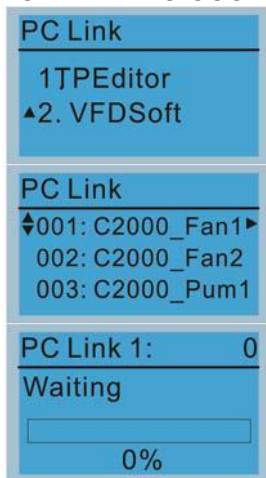 PC Link
1)TPEditor
▲2. VFDSoft
PC Link
001: C2000_Fan1
002: C2000_Fan2
003: C2000_Pum1
PC Link 1: 0
Waiting
0%